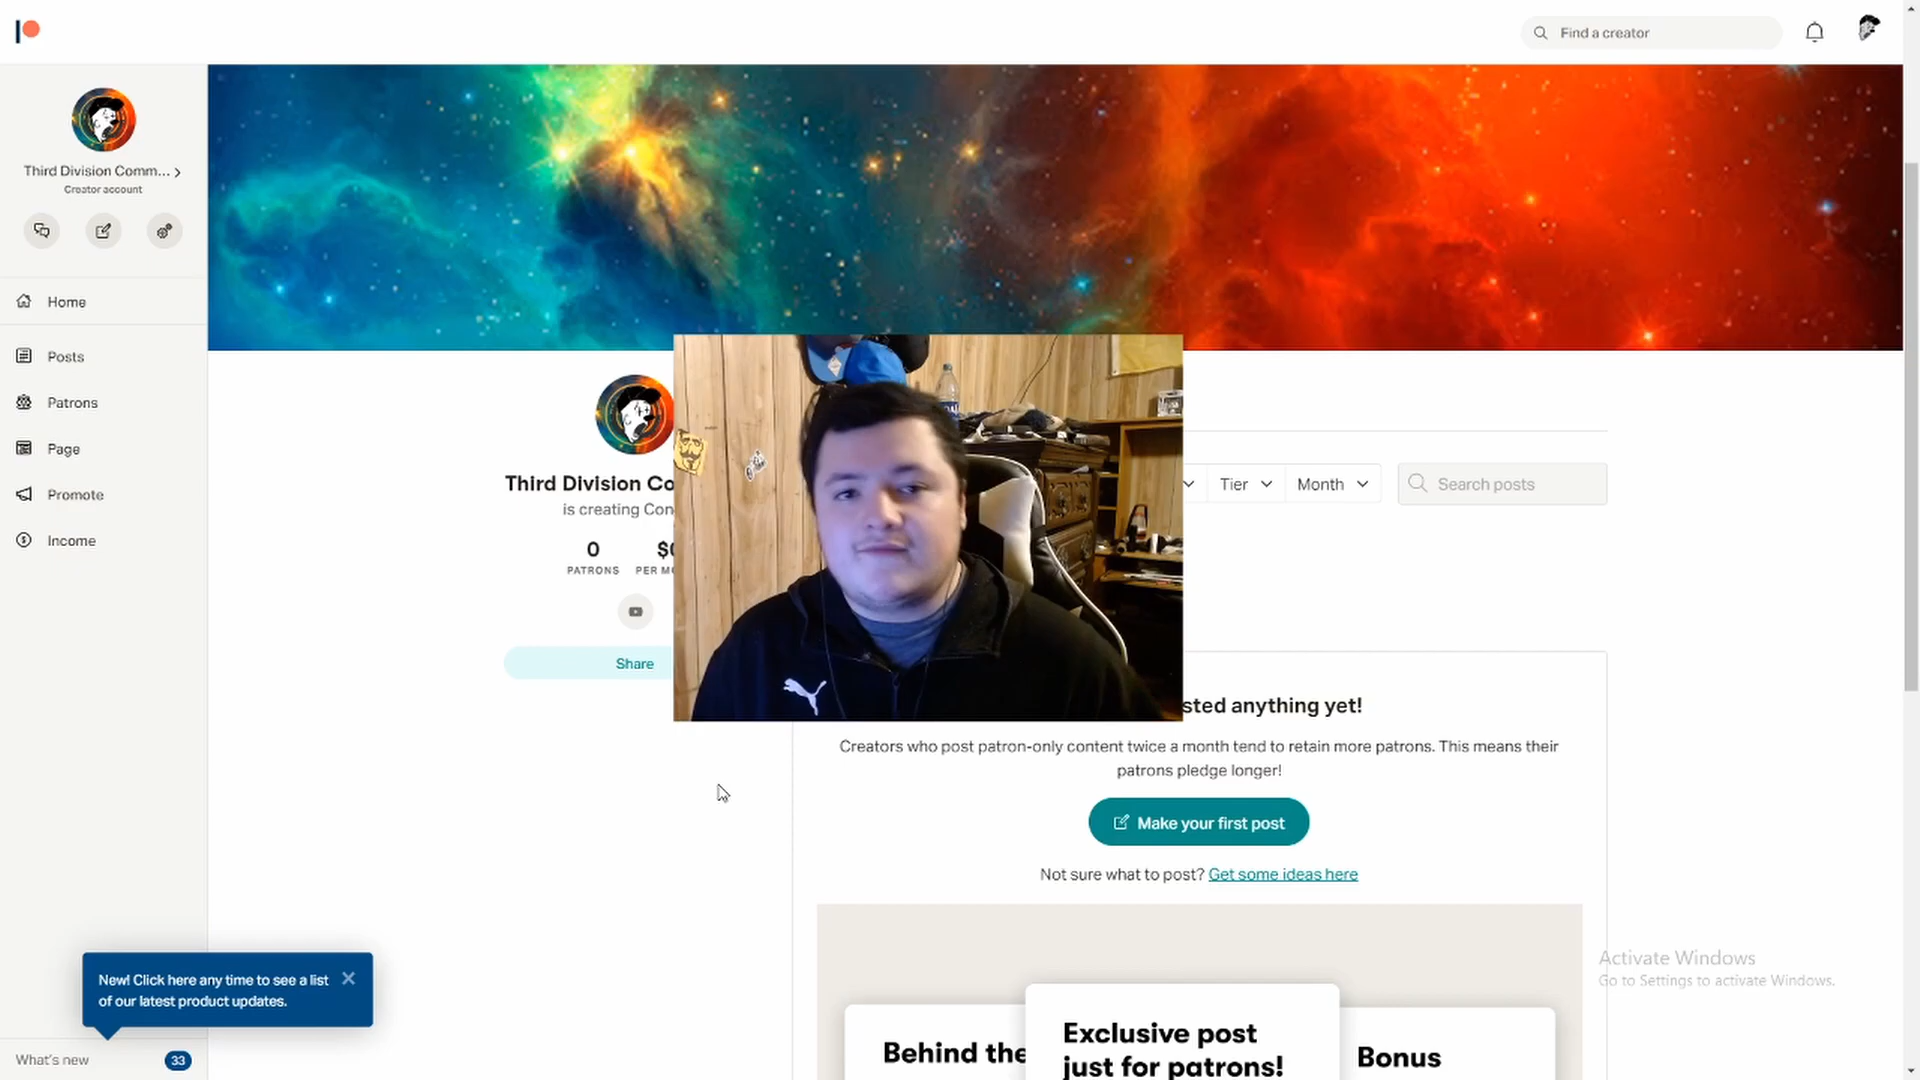 Find a creator
Third Division Comm...
Creator account
Home
Posts
Patrons
Page
Promote
Income
Third Division Co
is creating Con
0
$0
PATRONS
PER MO
Share
Tier
Month
Search posts
sted anything yet!
Creators who post patron-only content twice a month tend to retain more patrons. This means their
patrons pledge longer!
Make your first post
Not sure what to post? Get some ideas here
Behind the
Exclusive post
just for patrons!
Bonus
New! Click here any time to see a list
of our latest product updates.
What's new
33
Activate Windows
Go to Settings to activate Windows.